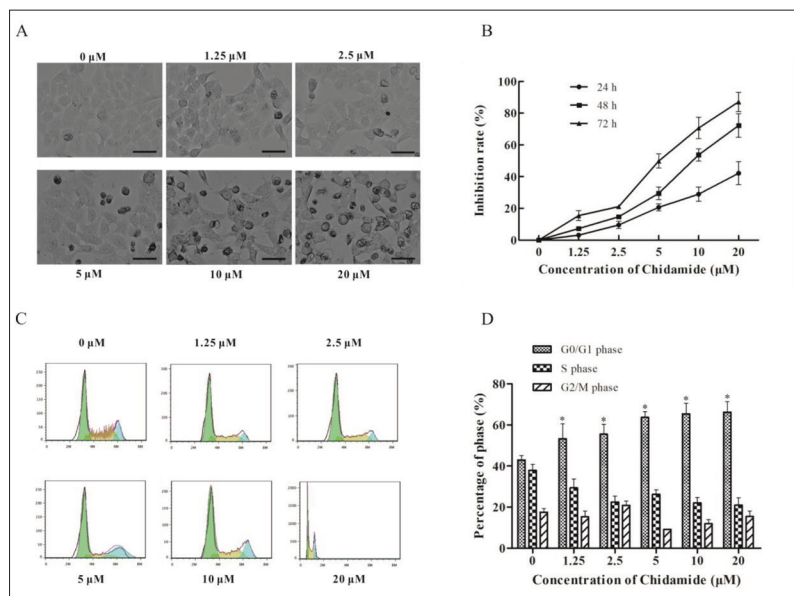 A
0 μM 1.25 μM 2.5 μM
5 μM 10 μM 20 μM
B
100
80
60
40
20
0
24 h
48 h
72 h
Inhibition rate (%)
0 1.25 2.5 5 10 20
Concentration of Chidamide (μM)
C
0 μM 1.25 μM 2.5 μM
5 μM 10 μM 20 μM
D
G0/G1 phase
S phase
G2/M phase
80
60
40
20
0
Percentage of phase (%)
* * * * *
0 1.25 2.5 5 10 20
Concentration of Chidamide (μM)